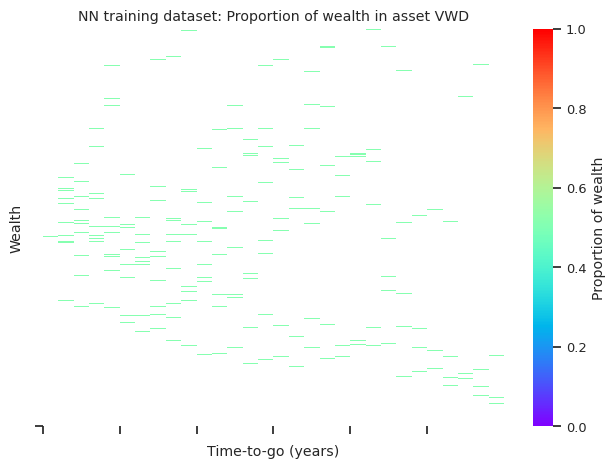 NN training dataset: Proportion of wealth in asset VWD
1.0
0.8
0.6
0.4
0.2
0.0
Proportion of wealth
Wealth
Time-to-go (years)